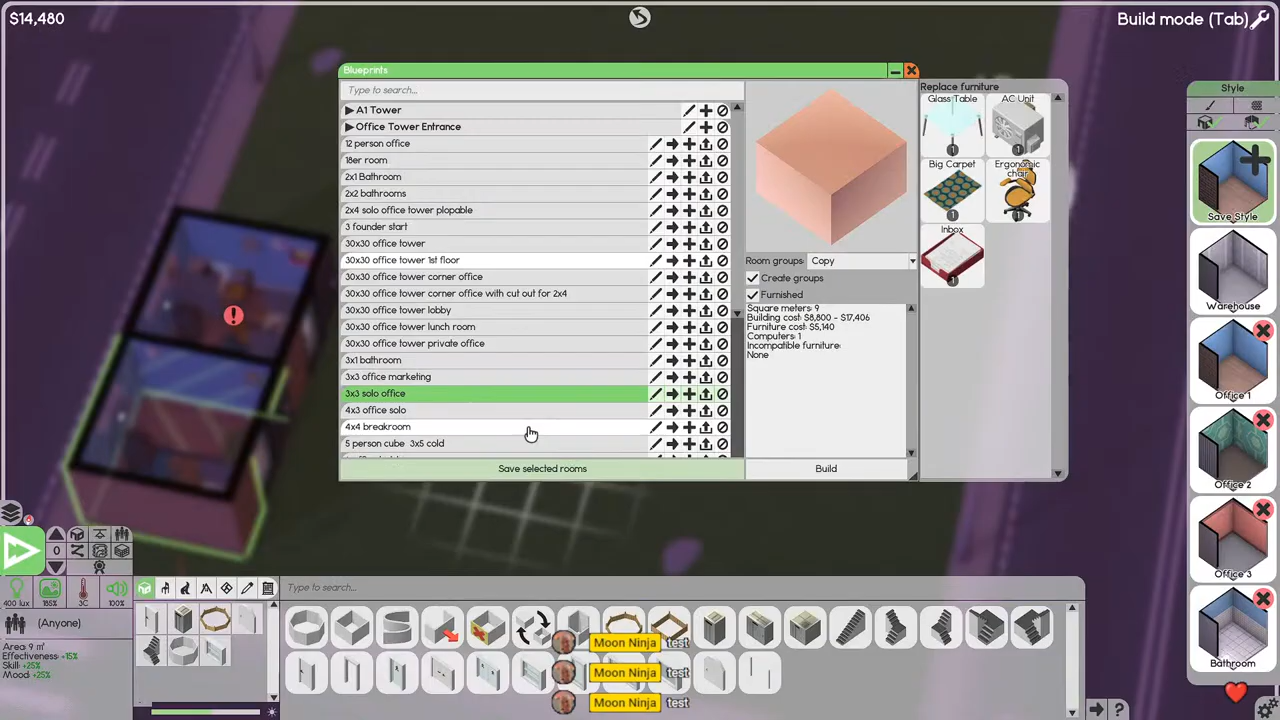 $14,480
Build mode (Tab)
Blueprints
Type to search...
A1 Tower
Office Tower Entrance
12 person office
18er room
2x1 Bathroom
2x2 bathrooms
2x4 solo office tower plopable
3 founder start
30x30 office tower
30x30 office tower 1st floor
30x30 office tower corner office
30x30 office tower corner office with cut out for 2x4
30x30 office tower lobby
30x30 office tower lunch room
30x30 office tower private office
3x1 bathroom
3x3 office marketing
3x3 solo office
4x3 office solo
4x4 breakroom
5 person cube 3x5 cold
Save selected rooms
Room groups: Copy
Create groups
Furnished
Square meters: 9
Building cost: $8,800 - $17,406
Furniture cost: $5,140
Computers: 1
Incompatible furniture:
None
Build
Replace furniture
Glass Table
1
AC Unit
1
Big Carpet
1
Ergonomic chair
1
Inbox
1
Style
Save Style
Warehouse
Office 1
Office 2
Office 3
Bathroom
0
400 lux
185%
3C
100%
(Anyone)
Area: 9 m²
Effectiveness: +15%
Skill: +25%
Mood: +25%
Type to search...
Moon Ninja test
Moon Ninja test
Moon Ninja test
?